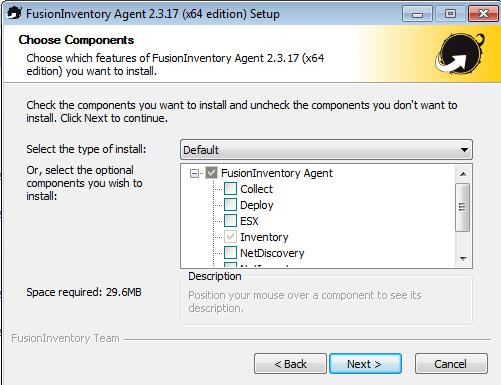 FusionInventory Agent 2.3.17 (x64 edition) Setup
Choose Components
Choose which features of FusionInventory Agent 2.3.17 (x64
edition) you want to install.
Check the components you want to install and uncheck the components you don't want to
install. Click Next to continue.
Select the type of install:
Default
Or, select the optional
components you wish to
install:
FusionInventory Agent
Collect
Deploy
ESX
Inventory
NetDiscovery
Space required: 29.6MB
Description
Position your mouse over a component to see its
description.
FusionInventory Team
< Back
Next >
Cancel